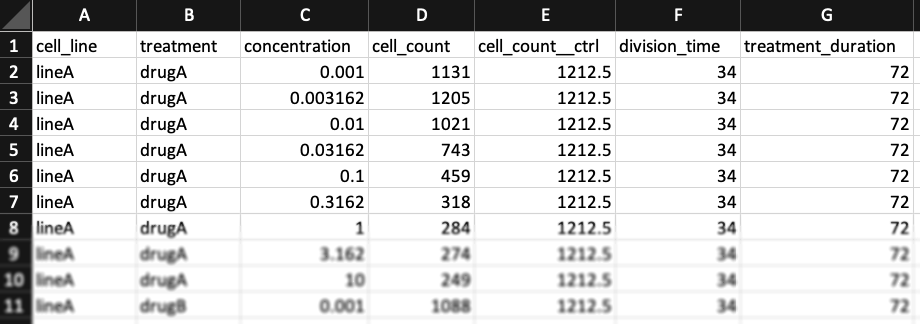 A B C D E F G
1 cell_line treatment concentration cell_count cell_count__ctrl division_time treatment_duration
2 lineA drugA 0.001 1131 1212.5 34 72
3 lineA drugA 0.003162 1205 1212.5 34 72
4 lineA drugA 0.01 1021 1212.5 34 72
5 lineA drugA 0.03162 743 1212.5 34 72
6 lineA drugA 0.1 459 1212.5 34 72
7 lineA drugA 0.3162 318 1212.5 34 72
8 lineA drugA 1 284 1212.5 34 72
9 lineA drugA 3.162 274 1212.5 34 72
10 lineA drugA 10 249 1212.5 34 72
11 lineA drugB 0.001 1088 1212.5 34 72